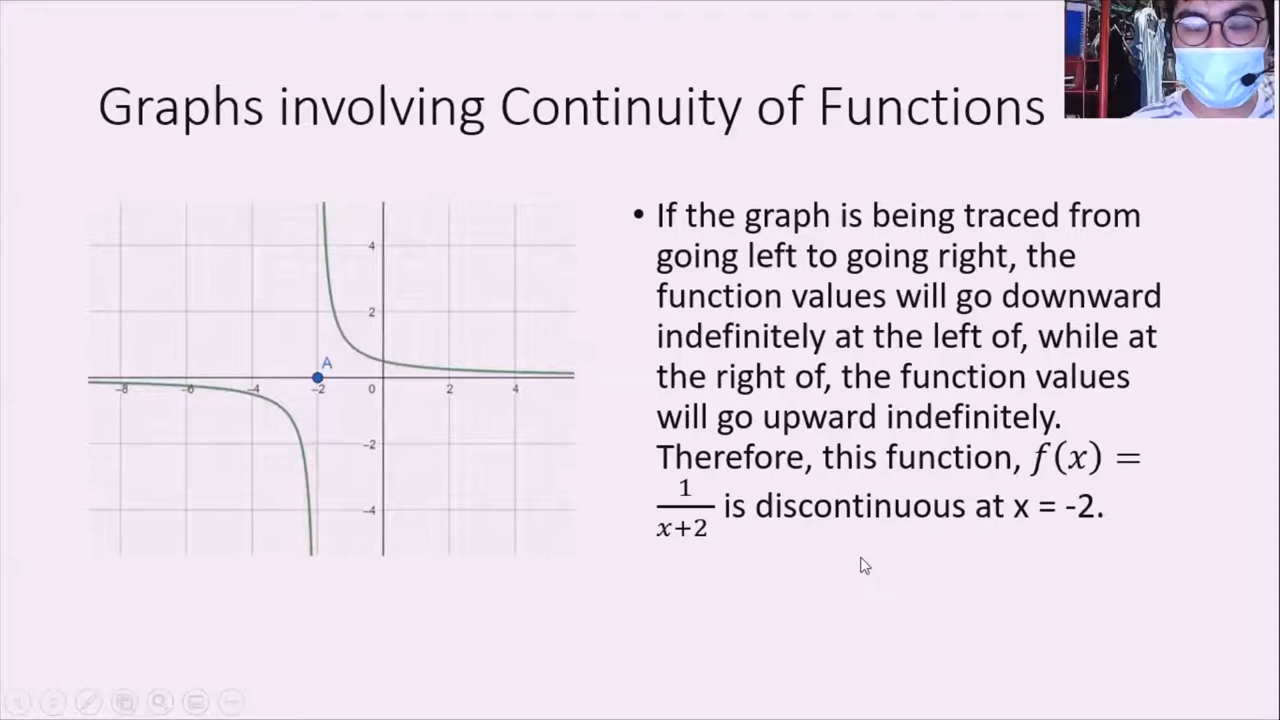 Graphs involving Continuity of Functions
• If the graph is being traced from
going left to going right, the
function values will go downward
indefinitely at the left of, while at
the right of, the function values
will go upward indefinitely.
Therefore, this function, f(x) =
1/(x+2) is discontinuous at x = -2.
4
2
A
–8 –6 –4 –2 0 2 4
–2
–4